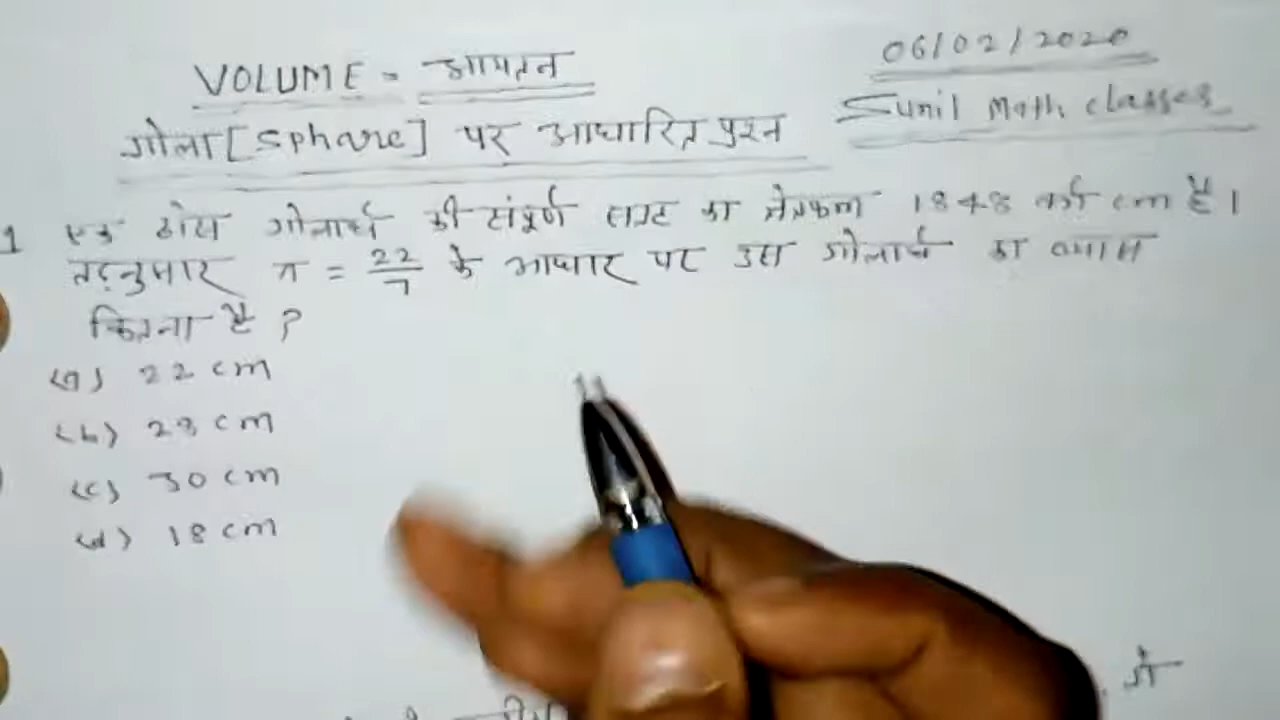 VOLUME = आयतन
06/02/2020
Sunil Math classes
गोला [Sphare] पर आधारित प्रश्न
1 एक ठोस गोलार्ध की संपूर्ण सतह का क्षेत्रफल 1848 वर्ग cm है।
तद्नुसार π = 22/7 के आधार पर उस गोलार्ध का व्यास
कितना है ?
(a) 22 cm
(b) 28 cm
(c) 30 cm
(d) 18 cm